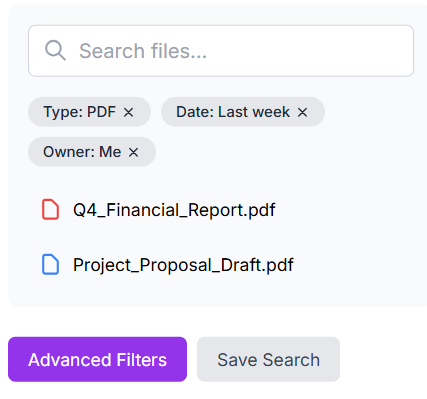 Search files...
Type: PDF × Date: Last week ×
Owner: Me ×
Q4_Financial_Report.pdf
Project_Proposal_Draft.pdf
Advanced Filters Save Search